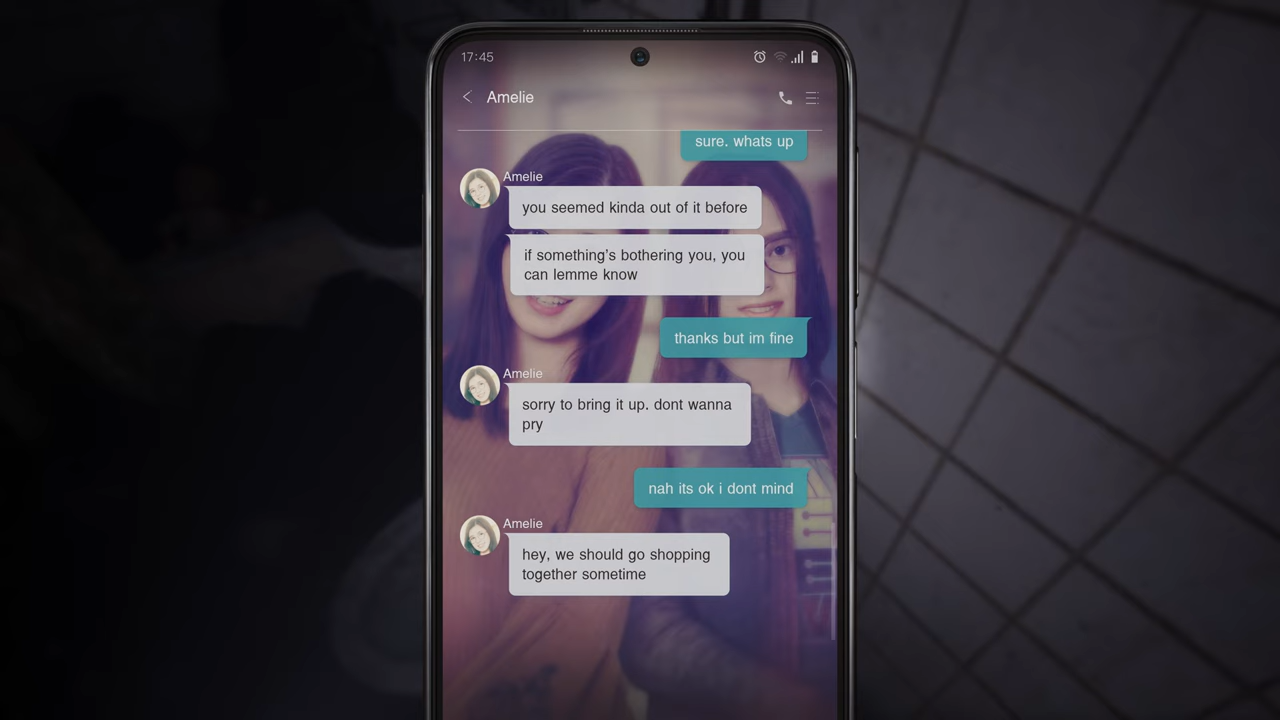 17:45
Amelie
sure. whats up
Amelie
you seemed kinda out of it before
if something's bothering you, you
can lemme know
thanks but im fine
Amelie
sorry to bring it up. dont wanna
pry
nah its ok i dont mind
Amelie
hey, we should go shopping
together sometime